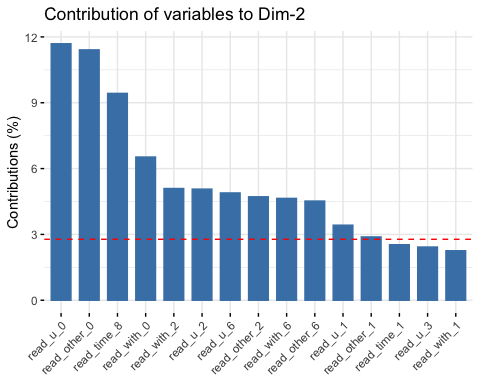 Contribution of variables to Dim-2
Contributions (%)
12
9
6
3
0
read_u_0
read_other_0
read_time_8
read_with_0
read_with_2
read_u_2
read_u_6
read_other_2
read_with_6
read_other_6
read_u_1
read_other_1
read_time_1
read_u_3
read_with_1